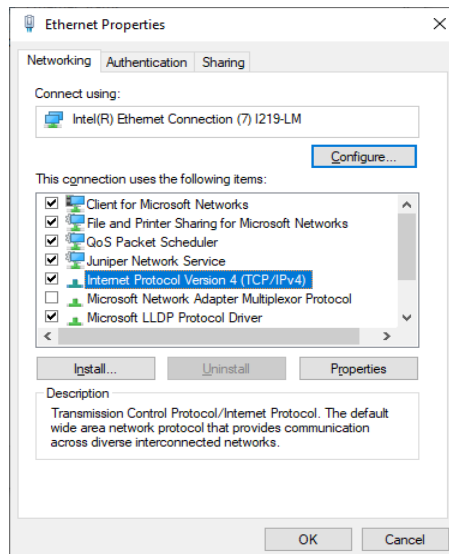 Ethernet Properties
Networking Authentication Sharing
Connect using:
Intel(R) Ethernet Connection (7) I219-LM
Configure...
This connection uses the following items:
Client for Microsoft Networks
File and Printer Sharing for Microsoft Networks
QoS Packet Scheduler
Juniper Network Service
Internet Protocol Version 4 (TCP/IPv4)
Microsoft Network Adapter Multiplexor Protocol
Microsoft LLDP Protocol Driver
Install... Uninstall Properties
Description
Transmission Control Protocol/Internet Protocol. The default
wide area network protocol that provides communication
across diverse interconnected networks.
OK Cancel